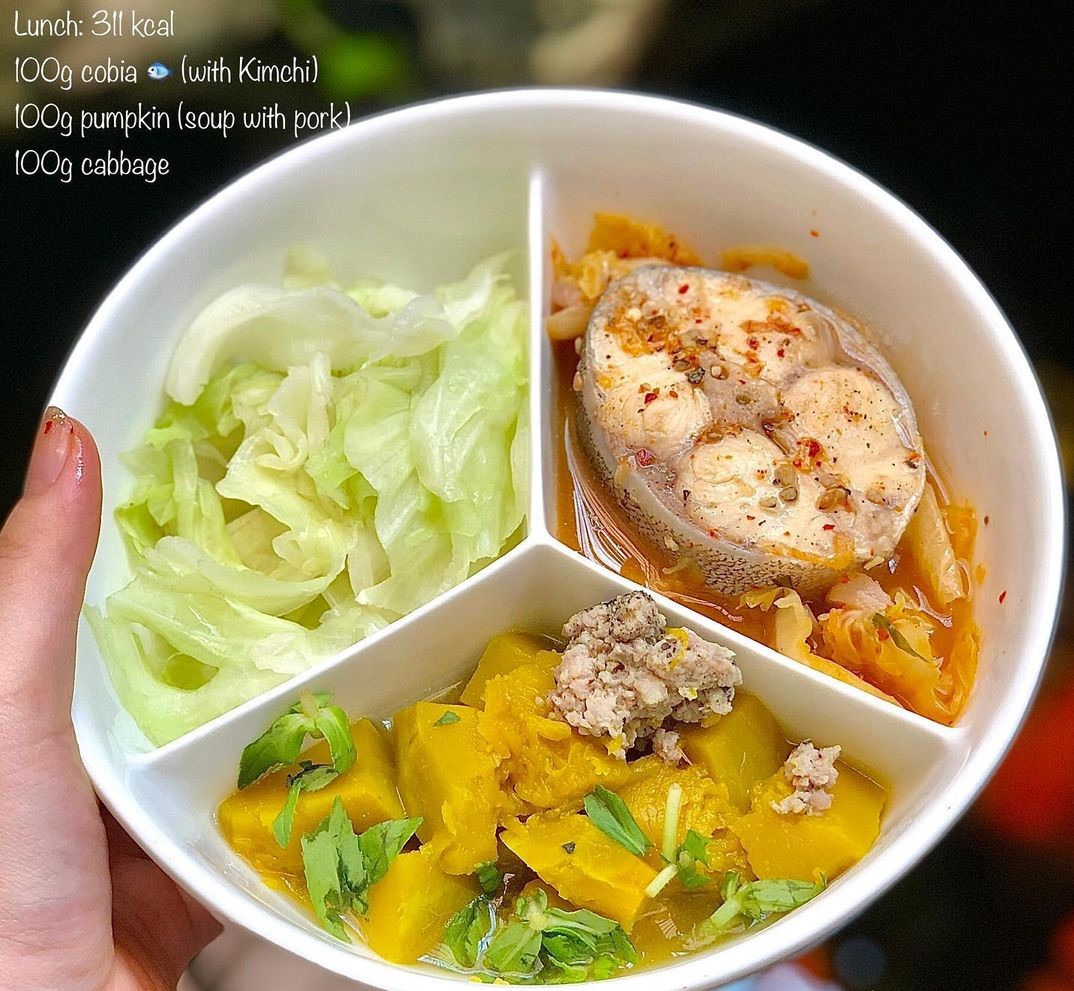 Lunch: 311 kcal
100g cobia 🐟 (with Kimchi)
100g pumpkin (soup with pork)
100g cabbage